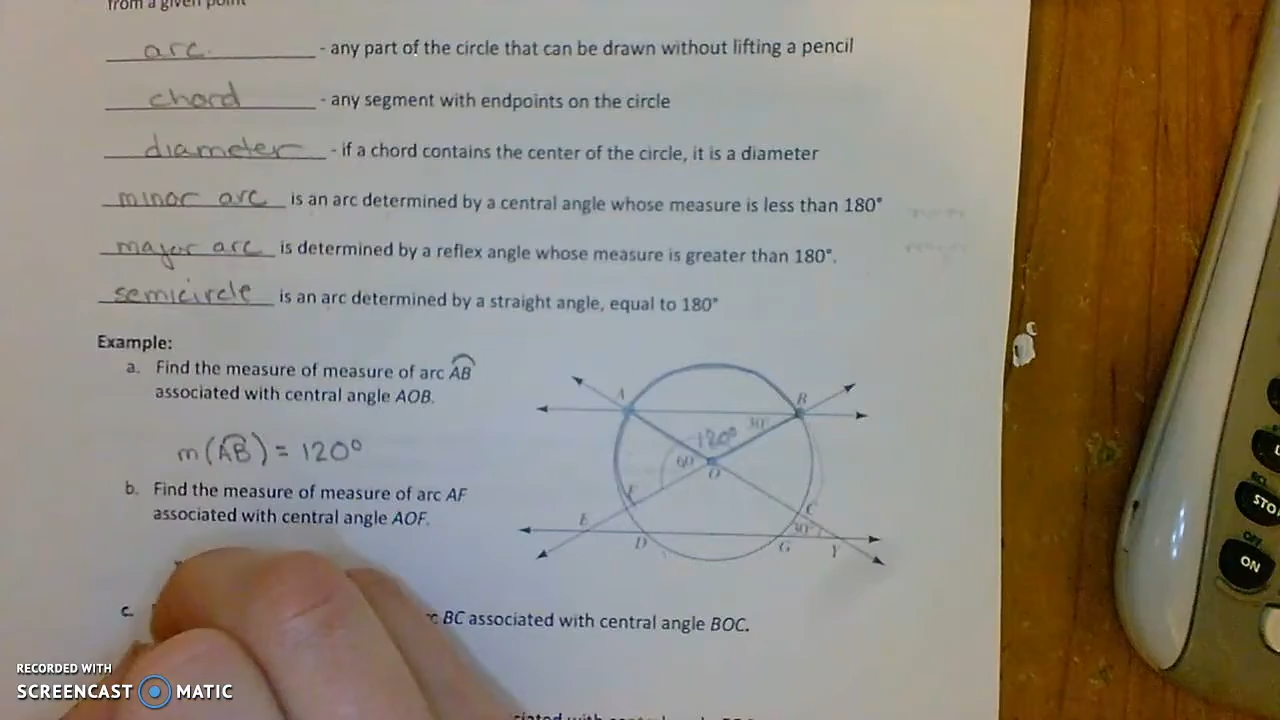 from a given point
arc - any part of the circle that can be drawn without lifting a pencil
chord - any segment with endpoints on the circle
diameter - if a chord contains the center of the circle, it is a diameter
minor arc is an arc determined by a central angle whose measure is less than 180°
major arc is determined by a reflex angle whose measure is greater than 180°.
semicircle is an arc determined by a straight angle, equal to 180°
Example:
a. Find the measure of measure of arc AB
associated with central angle AOB.
m(AB) = 120°
b. Find the measure of measure of arc AF
associated with central angle AOF.
c.
BC associated with central angle BOC.
A
B
30°
120°
60
O
C
E
D
G
30°
Y
RECORDED WITH
SCREENCAST MATIC
STO
OFF
ON